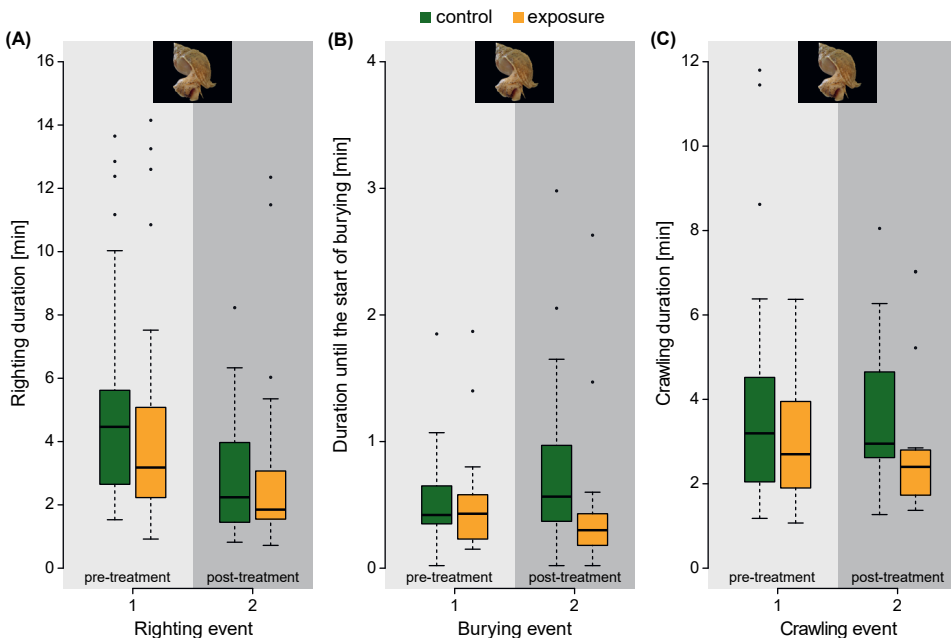 control exposure
(A)
Righting duration [min]
16
14
12
10
8
6
4
2
0
pre-treatment post-treatment
1 2
Righting event
(B)
Duration until the start of burying [min]
4
3
2
1
0
pre-treatment post-treatment
1 2
Burying event
(C)
Crawling duration [min]
12
10
8
6
4
2
0
pre-treatment post-treatment
1 2
Crawling event